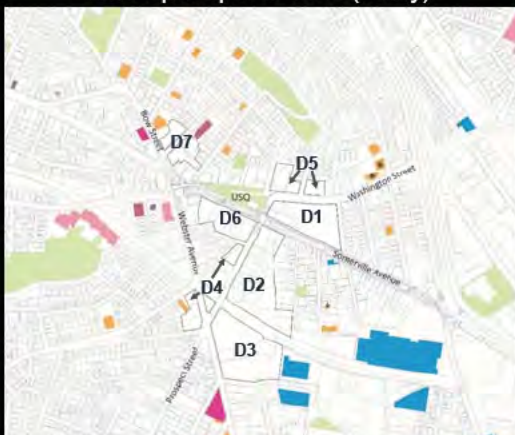 Bow Street
D7
D5
Washington Street
USQ
D6
D1
Webster Avenue
Somerville Avenue
D4
D2
D3
Prospect Street